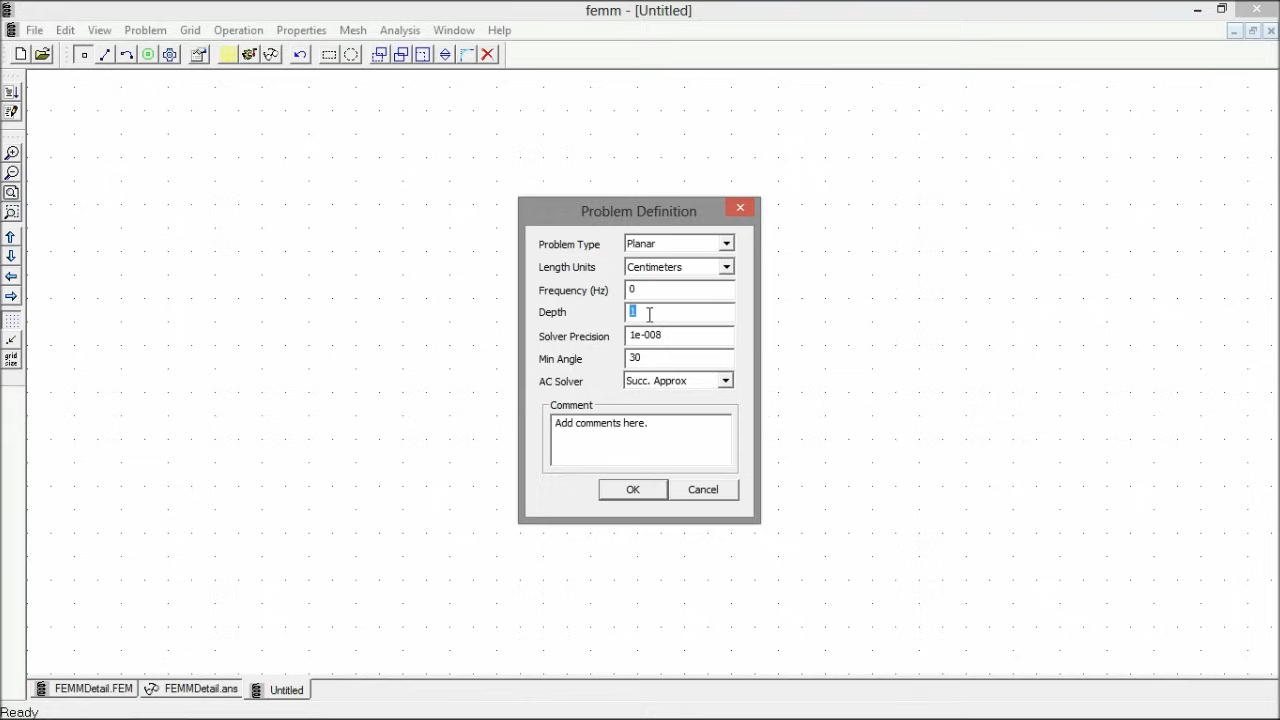 femm - [Untitled]
File Edit View Problem Grid Operation Properties Mesh Analysis Window Help
Problem Definition
Problem Type Planar
Length Units Centimeters
Frequency (Hz) 0
Depth 1
Solver Precision 1e-008
Min Angle 30
AC Solver Succ. Approx
Comment
Add comments here.
OK Cancel
grid
size
FEMMDetail.FEM FEMMDetail.ans Untitled
Ready